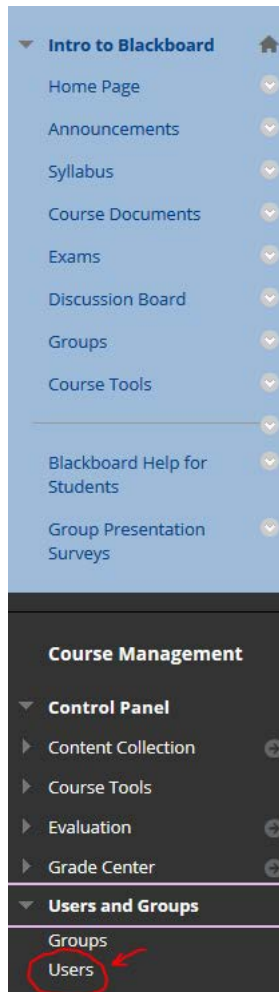 Intro to Blackboard
Home Page
Announcements
Syllabus
Course Documents
Exams
Discussion Board
Groups
Course Tools
Blackboard Help for
Students
Group Presentation
Surveys
Course Management
Control Panel
Content Collection
Course Tools
Evaluation
Grade Center
Users and Groups
Groups
Users